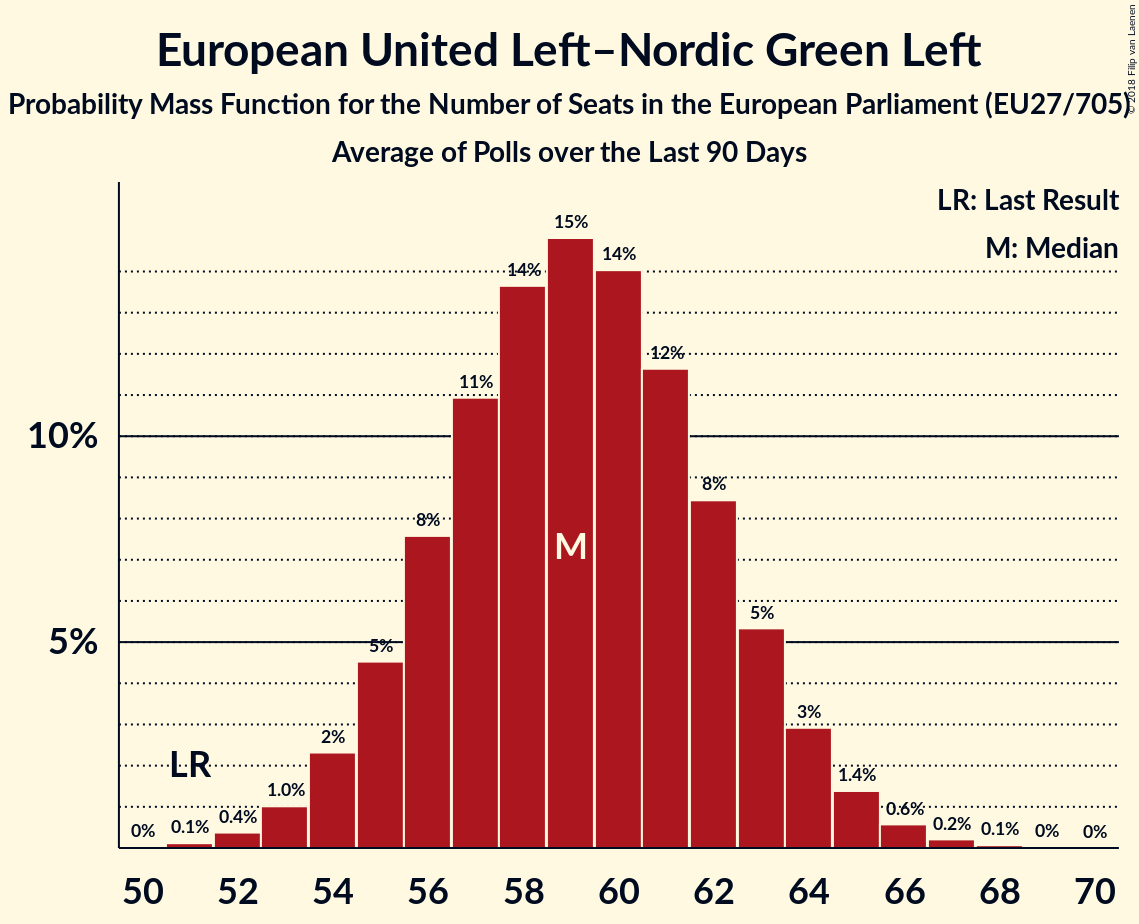 European United Left–Nordic Green Left
Probability Mass Function for the Number of Seats in the European Parliament (EU27/705)
Average of Polls over the Last 90 Days
© 2018 Filip van Laenen
LR: Last Result
M: Median
15%
14% 14%
12%
11%
10%
8%
8%
M
5%
5% 5%
3%
2%
LR
1.4%
1.0%
0.6%
0.4%
0.2%
0% 0.1% 0.1% 0% 0%
50 52 54 56 58 60 62 64 66 68 70